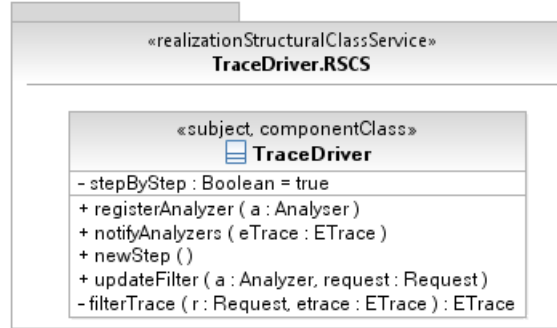 «realizationStructuralClassService»
TraceDriver.RSCS
«subject, componentClass»
TraceDriver
- stepByStep : Boolean = true
+ registerAnalyzer ( a : Analyser )
+ notifyAnalyzers ( eTrace : ETrace )
+ newStep ()
+ updateFilter ( a : Analyzer, request : Request )
- filterTrace ( r : Request, etrace : ETrace ) : ETrace